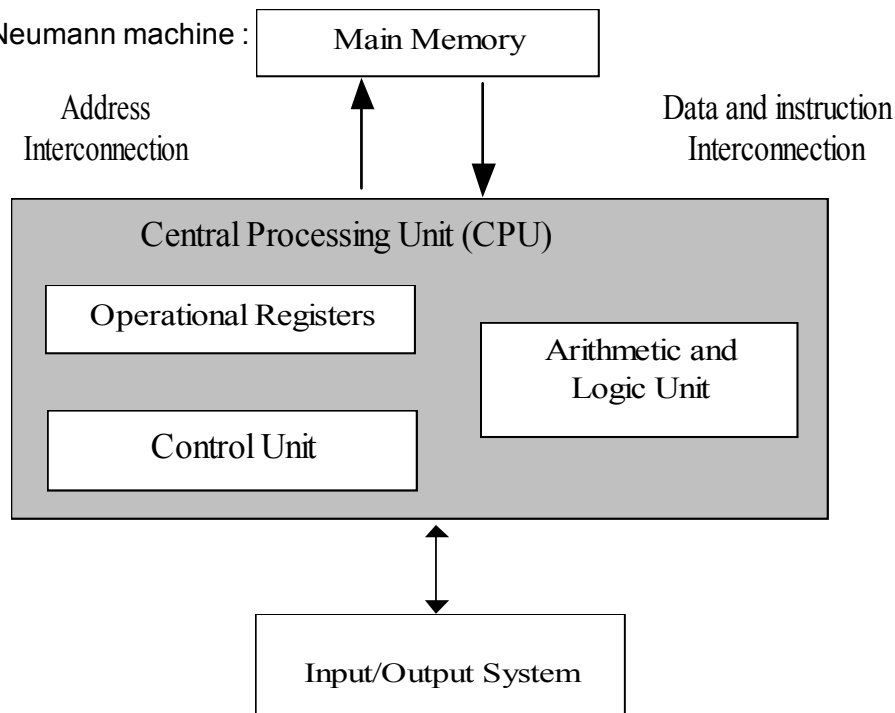 Neumann machine :
Main Memory
Address
Interconnection
Data and instruction
Interconnection
Central Processing Unit (CPU)
Operational Registers
Arithmetic and
Logic Unit
Control Unit
Input/Output System